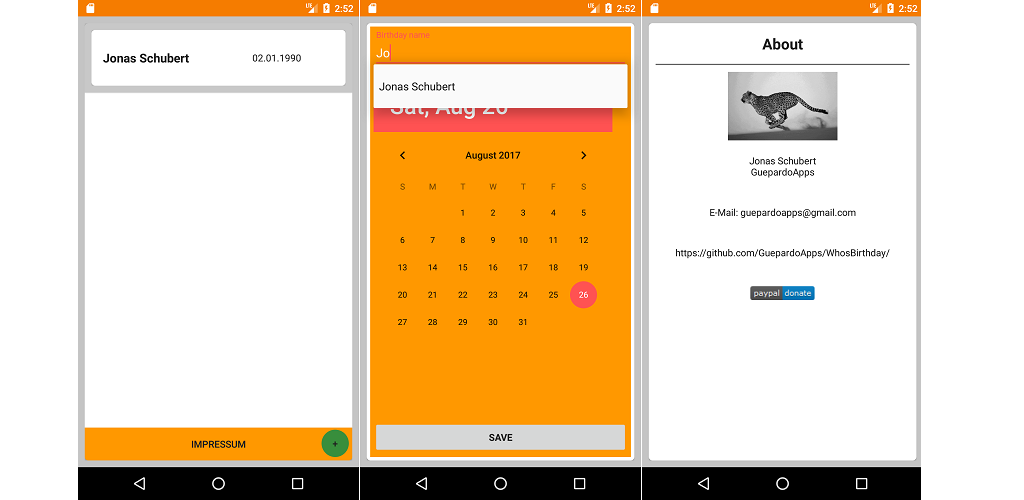 LTE 2:52
Jonas Schubert 02.01.1990
IMPRESSUM
+
LTE 2:52
Birthday name
Jo
Jonas Schubert
Sat, Aug 26
August 2017
S M T W T F S
1 2 3 4 5
6 7 8 9 10 11 12
13 14 15 16 17 18 19
20 21 22 23 24 25 26
27 28 29 30 31
SAVE
LTE 2:52
About
Jonas Schubert
GuepardoApps
E-Mail: guepardoapps@gmail.com
https://github.com/GuepardoApps/WhosBirthday/
paypal donate